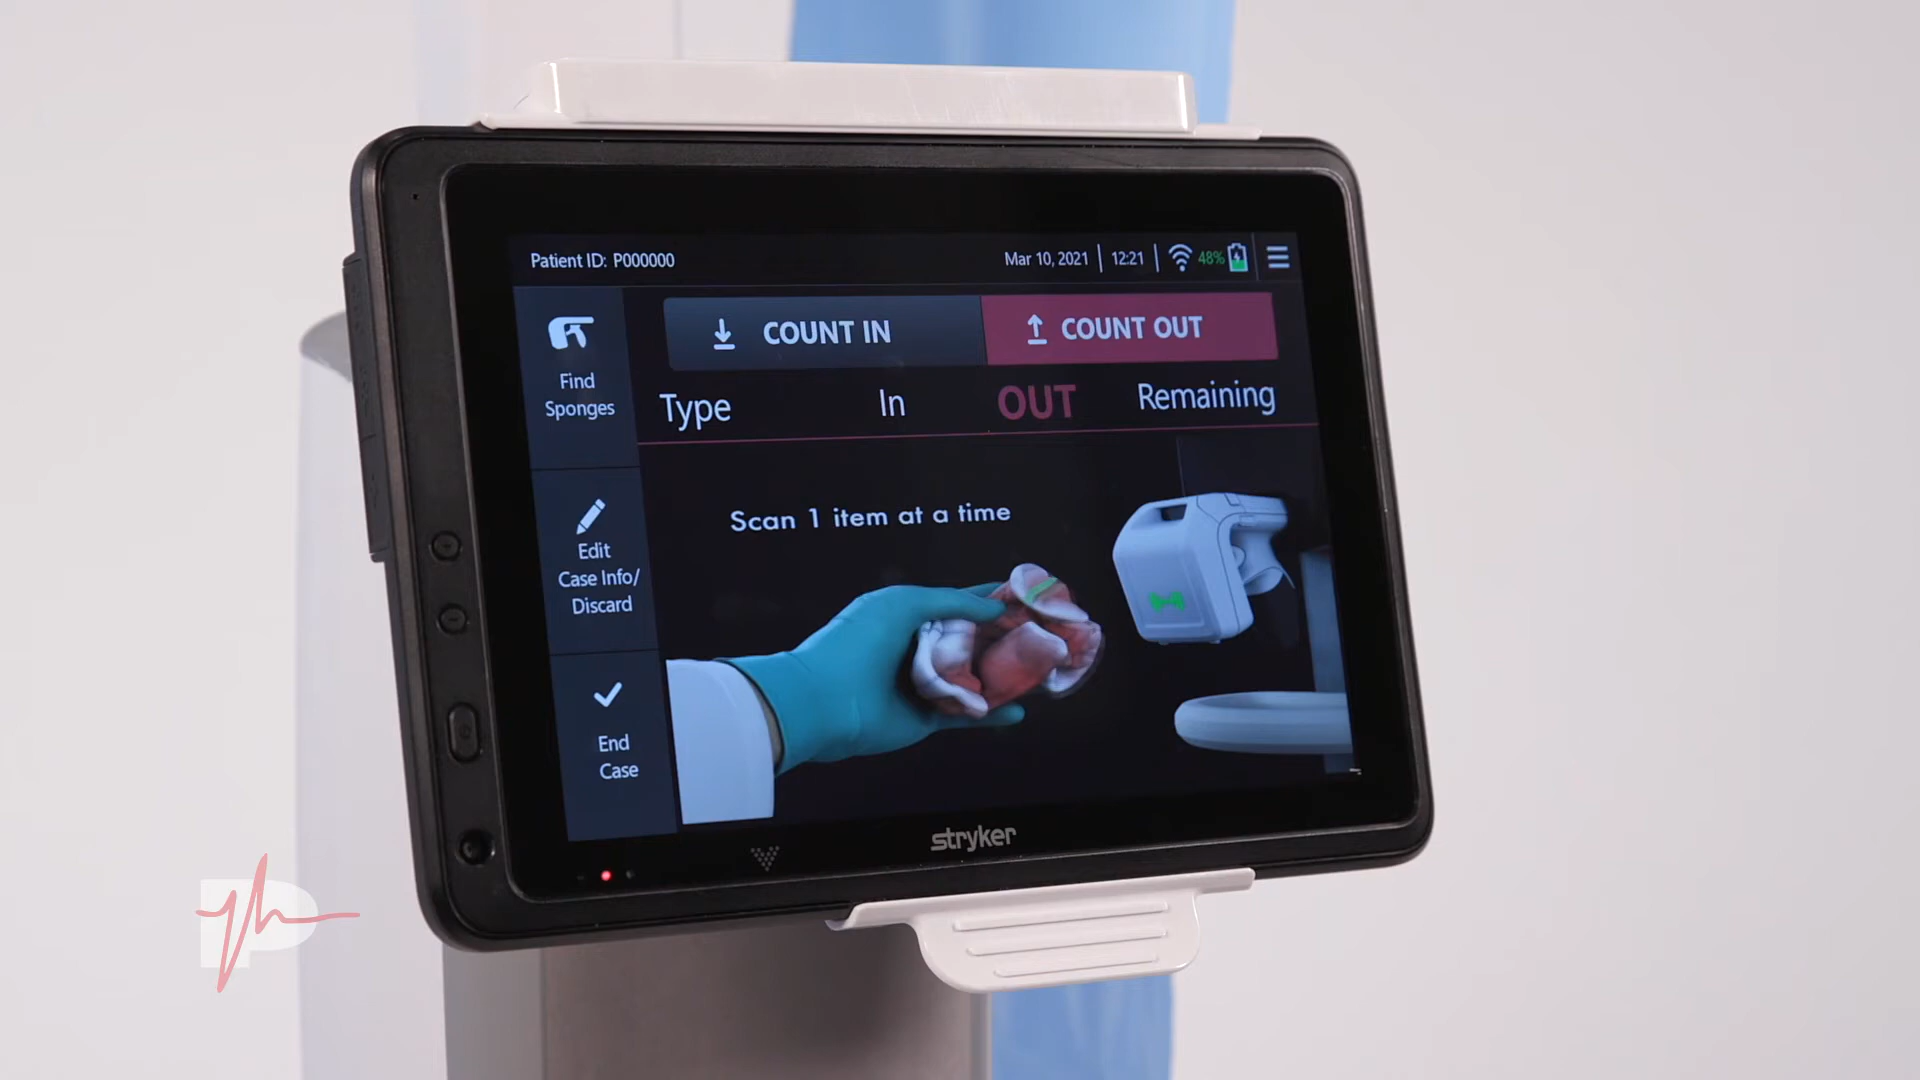 Patient ID: P000000
Mar 10, 2021 12:21 48%
COUNT IN
COUNT OUT
Type In OUT Remaining
Find
Sponges
Scan 1 item at a time
Edit
Case Info/
Discard
End
Case
stryker